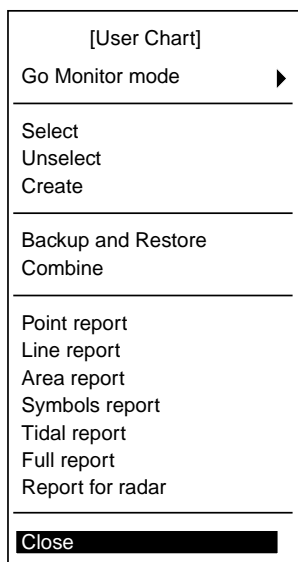 [User Chart]
Go Monitor mode
Select
Unselect
Create
Backup and Restore
Combine
Point report
Line report
Area report
Symbols report
Tidal report
Full report
Report for radar
Close